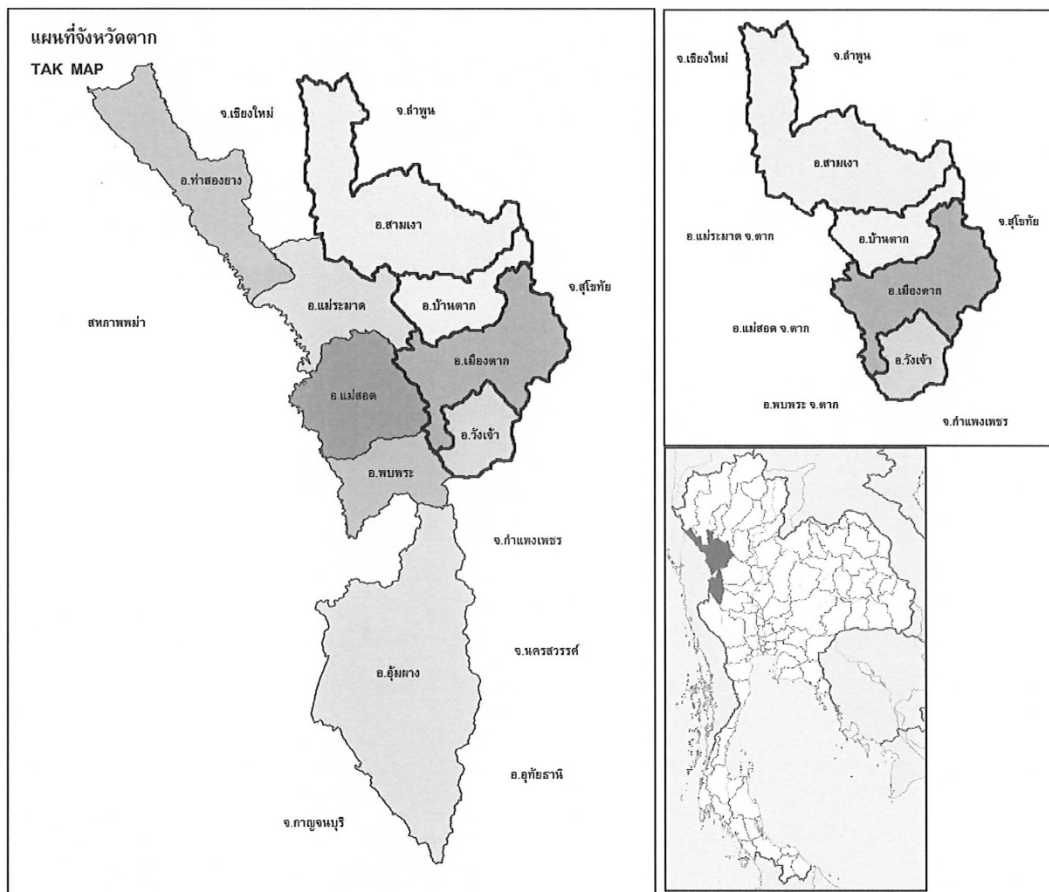 แผนที่จังหวัดตาก
TAK MAP
จ.เชียงใหม่
จ.ลำพูน
อ.ท่าสองยาง
อ.สามเงา
จ.สุโขทัย
อ.แม่ระมาด
อ.บ้านตาก
สหภาพพม่า
อ.เมืองตาก
อ.แม่สอด
อ.วังเจ้า
อ.พบพระ
จ.กำแพงเพชร
จ.นครสวรรค์
อ.อุ้มผาง
อ.อุทัยธานี
จ.กาญจนบุรี
จ.เชียงใหม่
จ.ลำพูน
อ.สามเงา
จ.สุโขทัย
อ.แม่ระมาด จ.ตาก
อ.บ้านตาก
อ.เมืองตาก
อ.แม่สอด จ.ตาก
อ.วังเจ้า
อ.พบพระ จ.ตาก
จ.กำแพงเพชร